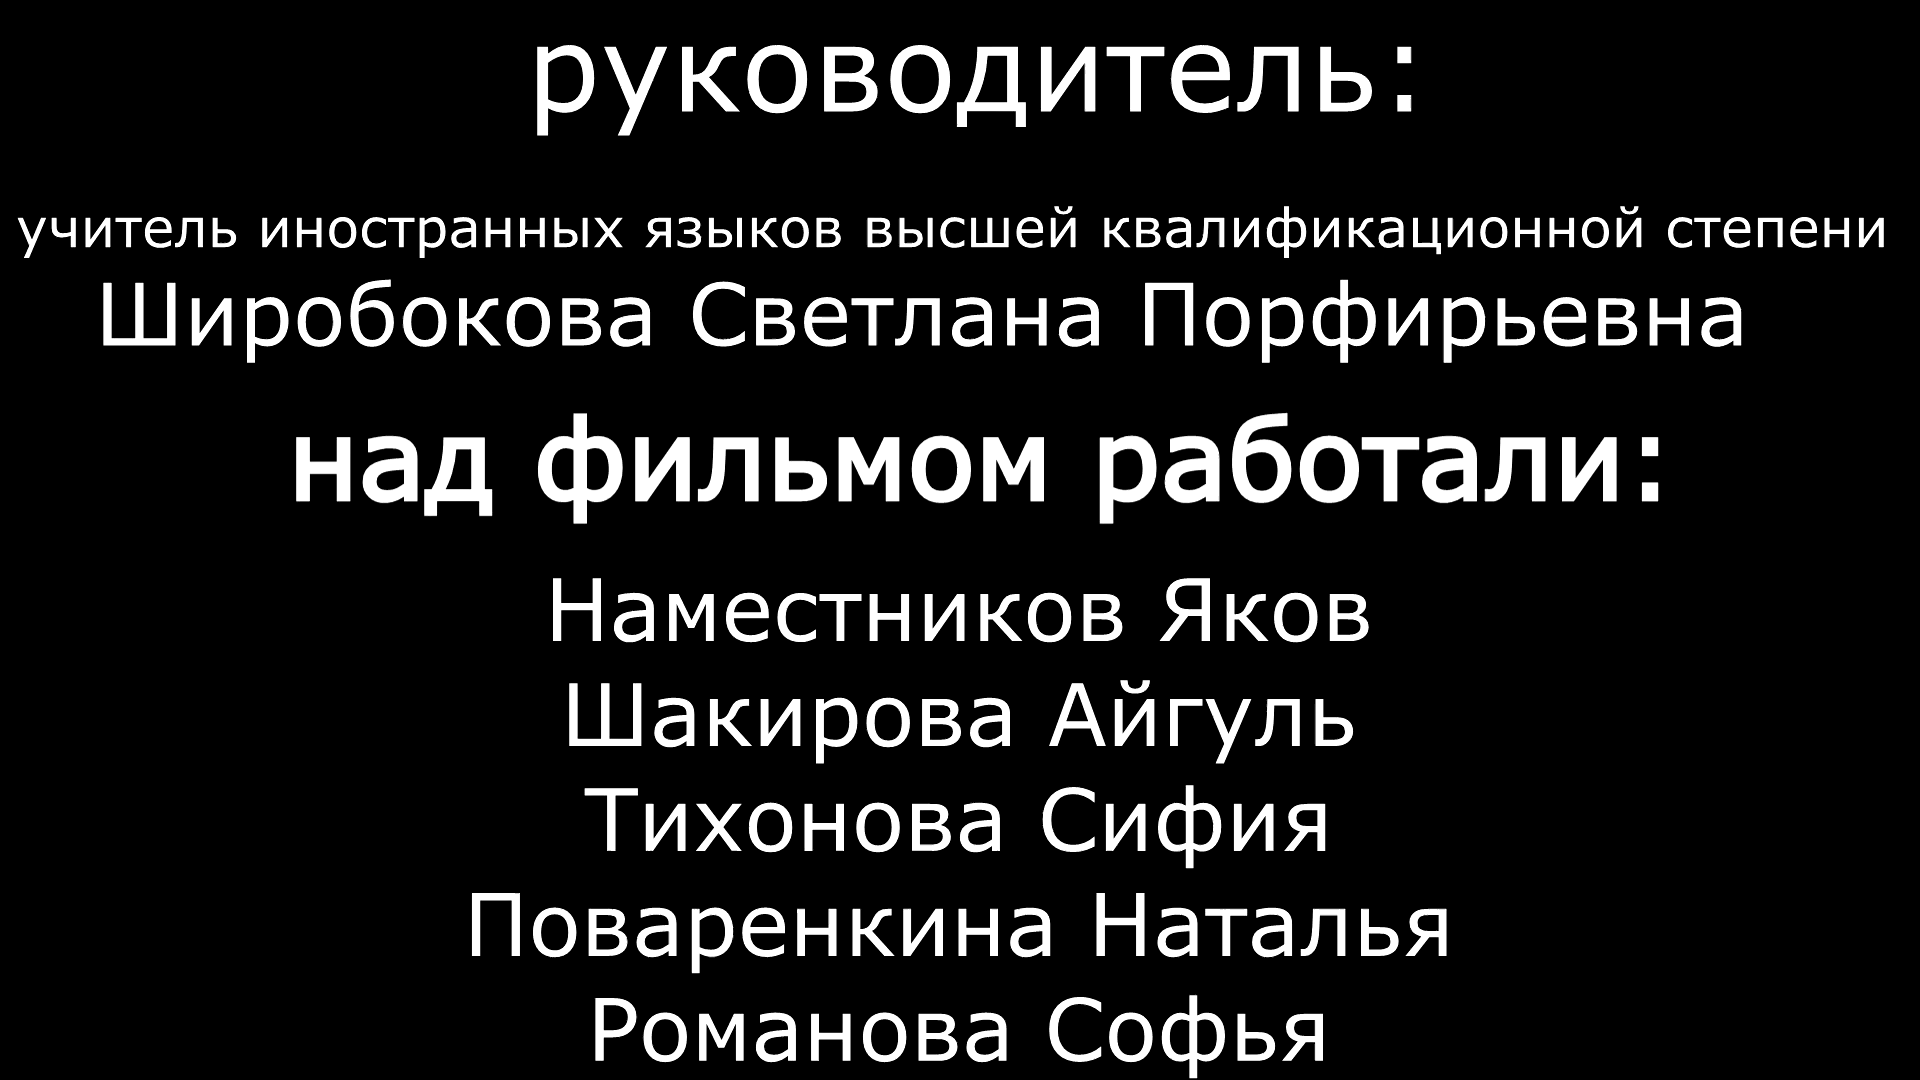 руководитель:
учитель иностранных языков высшей квалификационной степени
Широбокова Светлана Порфирьевна
над фильмом работали:
Наместников Яков
Шакирова Айгуль
Тихонова Сифия
Поваренкина Наталья
Романова Софья